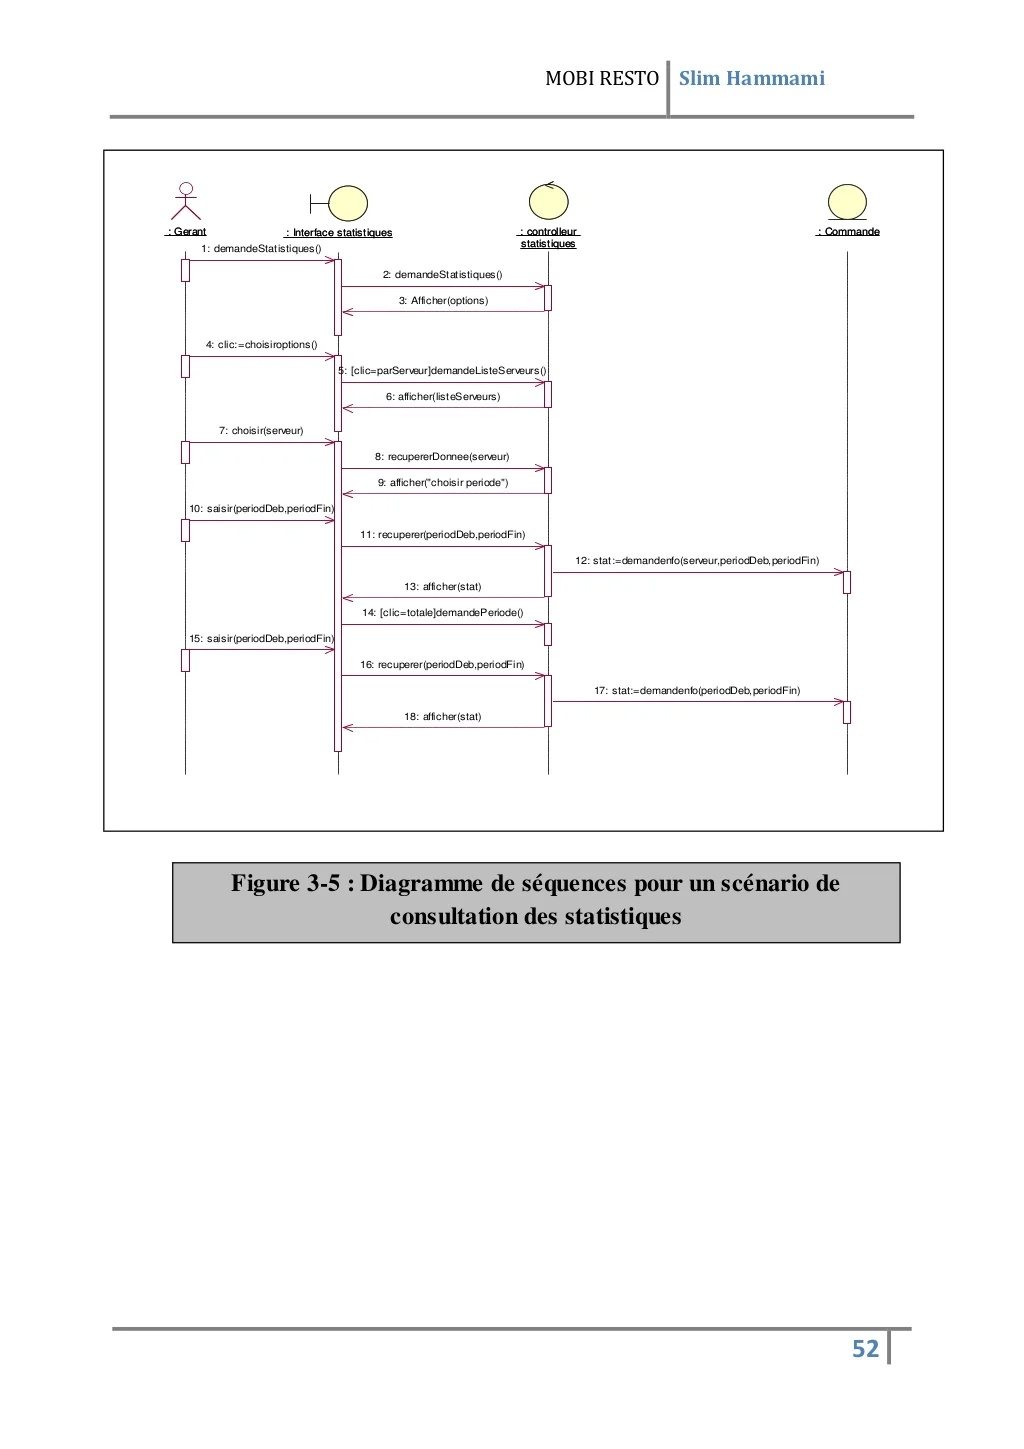 MOBI RESTO Slim Hammami
: Gerant
: Interface statistiques
: controlleur
statistiques
: Commande
1: demandeStatistiques()
2: demandeStatistiques()
3: Afficher(options)
4: clic:=choisiroptions()
5: [clic=parServeur]demandeListeServeurs()
6: afficher(listeServeurs)
7: choisir(serveur)
8: recupererDonnee(serveur)
9: afficher("choisir periode")
10: saisir(periodDeb,periodFin)
11: recuperer(periodDeb,periodFin)
12: stat:=demandenfo(serveur,periodDeb,periodFin)
13: afficher(stat)
14: [clic=totale]demandePeriode()
15: saisir(periodDeb,periodFin)
16: recuperer(periodDeb,periodFin)
17: stat:=demandenfo(periodDeb,periodFin)
18: afficher(stat)
Figure 3-5 : Diagramme de séquences pour un scénario de
consultation des statistiques
52